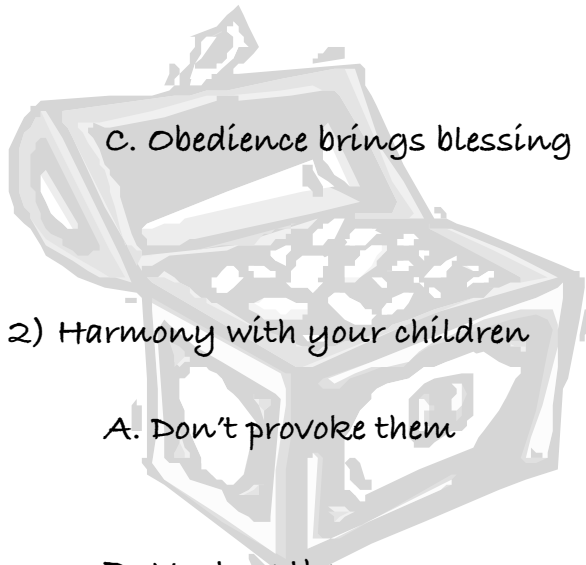 C. Obedience brings blessing
2) Harmony with your children
A. Don't provoke them